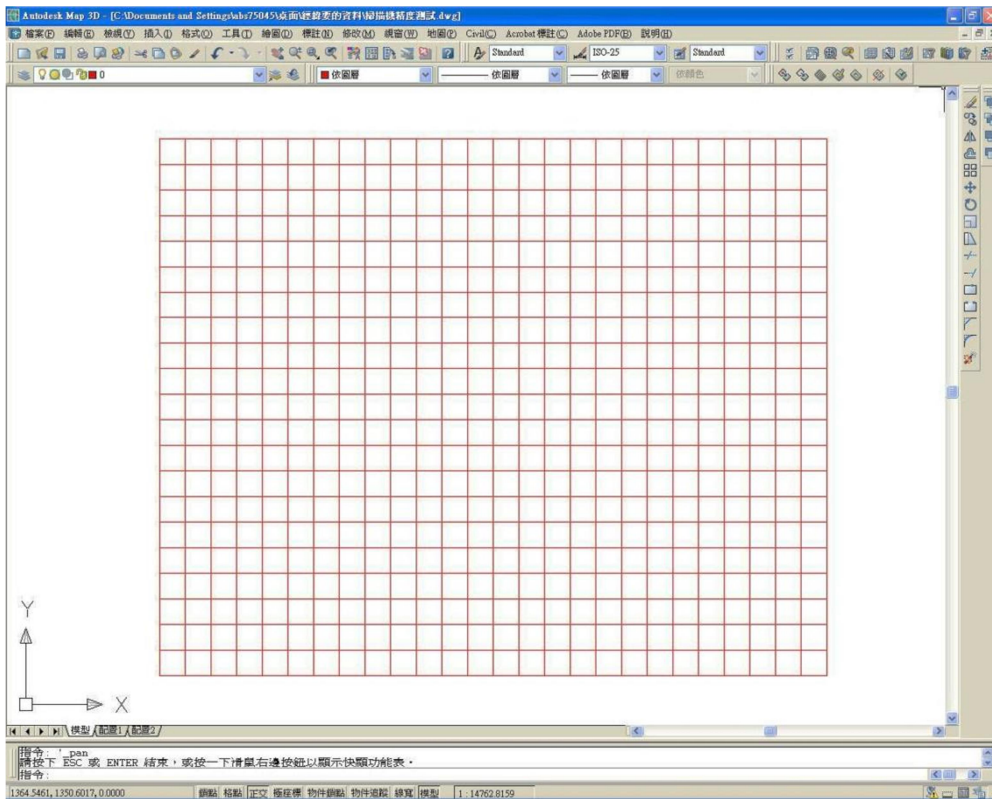 Autodesk Map 3D - [C:\Documents and Settings\abs75045\桌面\經緯要的資料\掃描機精度測試.dwg]
檔案(F) 編輯(E) 檢視(V) 插入(I) 格式(O) 工具(T) 繪圖(D) 標註(N) 修改(M) 視窗(W) 地圖(P) Civil(C) Acrobat 標註(C) Adobe PDF(B) 說明(H)
Standard ISO-25 Standard
0 依圖層 依圖層 依圖層 依顏色
Y
X
模型 配置1 配置2
指令: '_pan
請按下 ESC 或 ENTER 結束，或按一下滑鼠右邊按鈕以顯示快顯功能表。
指令:
1364.5461, 1350.6017, 0.0000 鎖點 格點 正交 極座標 物件鎖點 物件追蹤 線寬 模型 1 : 14762.8159